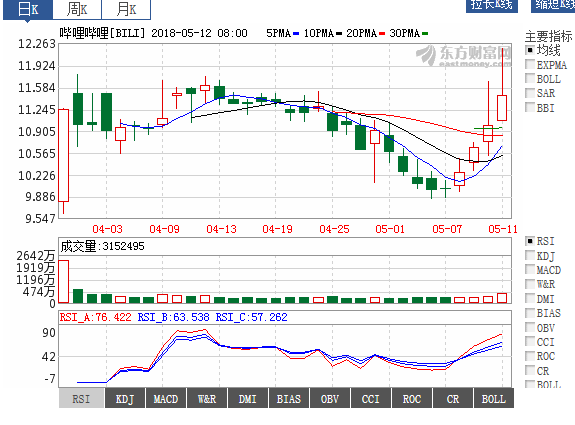 日K 周K 月K 拉长K线 缩短K线
哔哩哔哩[BILI] 2018-05-12 08:00 5PMA 10PMA 20PMA 30PMA
主要指标
12.263
东方财富网
eastmoney.com
均线
11.924
EXPMA
11.584
BOLL
SAR
11.245
BBI
10.905
10.565
10.226
9.886
9.547
04-03 04-09 04-13 04-19 04-25 05-01 05-07 05-11
成交量:3152495
RSI
2642万
KDJ
1919万
MACD
1196万
W&R
474万
DMI
RSI_A:76.422 RSI_B:63.538 RSI_C:57.262
BIAS
90
OBV
CCI
42
ROC
CR
-7
BOLL
RSI KDJ MACD W&R DMI BIAS OBV CCI ROC CR BOLL